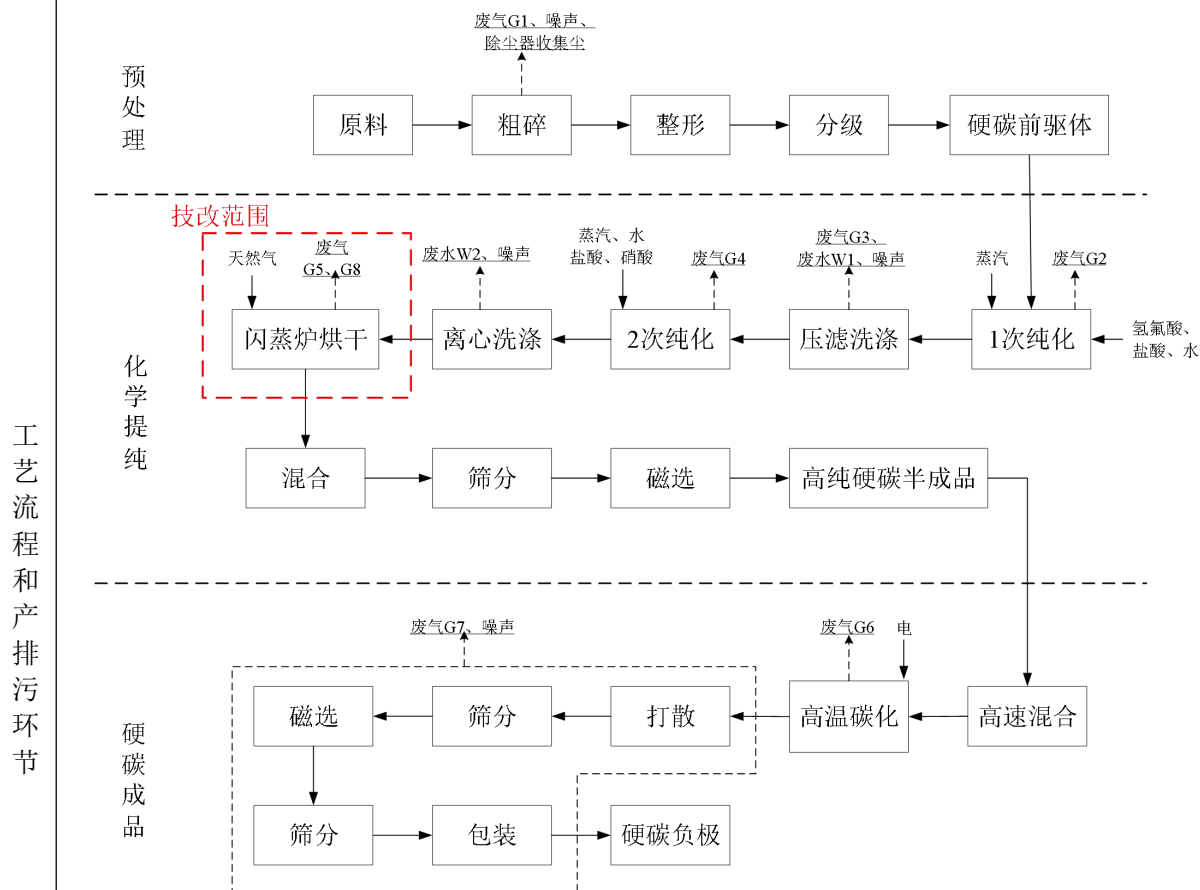 工艺流程和产排污环节
预处理
废气G1、噪声、
除尘器收集尘
原料
粗碎
整形
分级
硬碳前驱体
技改范围
化学提纯
天然气
废气
G5、G8
废水W2、噪声
蒸汽、水
盐酸、硝酸
废气G4
废气G3、
废水W1、噪声
蒸汽
废气G2
闪蒸炉烘干
离心洗涤
2次纯化
压滤洗涤
1次纯化
氢氟酸、
盐酸、水
混合
筛分
磁选
高纯硬碳半成品
硬碳成品
废气G7、噪声
废气G6
电
磁选
筛分
打散
高温碳化
高速混合
筛分
包装
硬碳负极